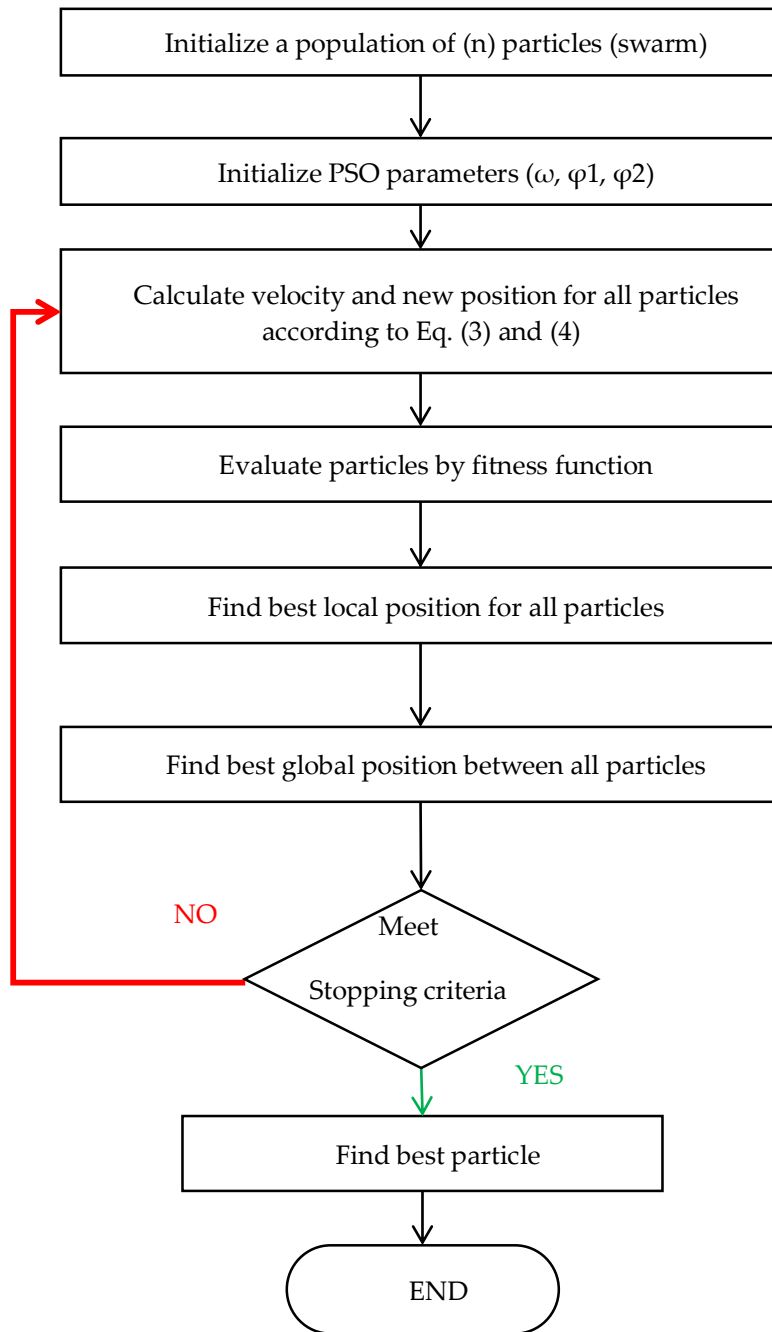 Initialize a population of (n) particles (swarm)
Initialize PSO parameters (ω, φ1, φ2)
Calculate velocity and new position for all particles
according to Eq. (3) and (4)
Evaluate particles by fitness function
Find best local position for all particles
Find best global position between all particles
NO
Meet
Stopping criteria
YES
Find best particle
END